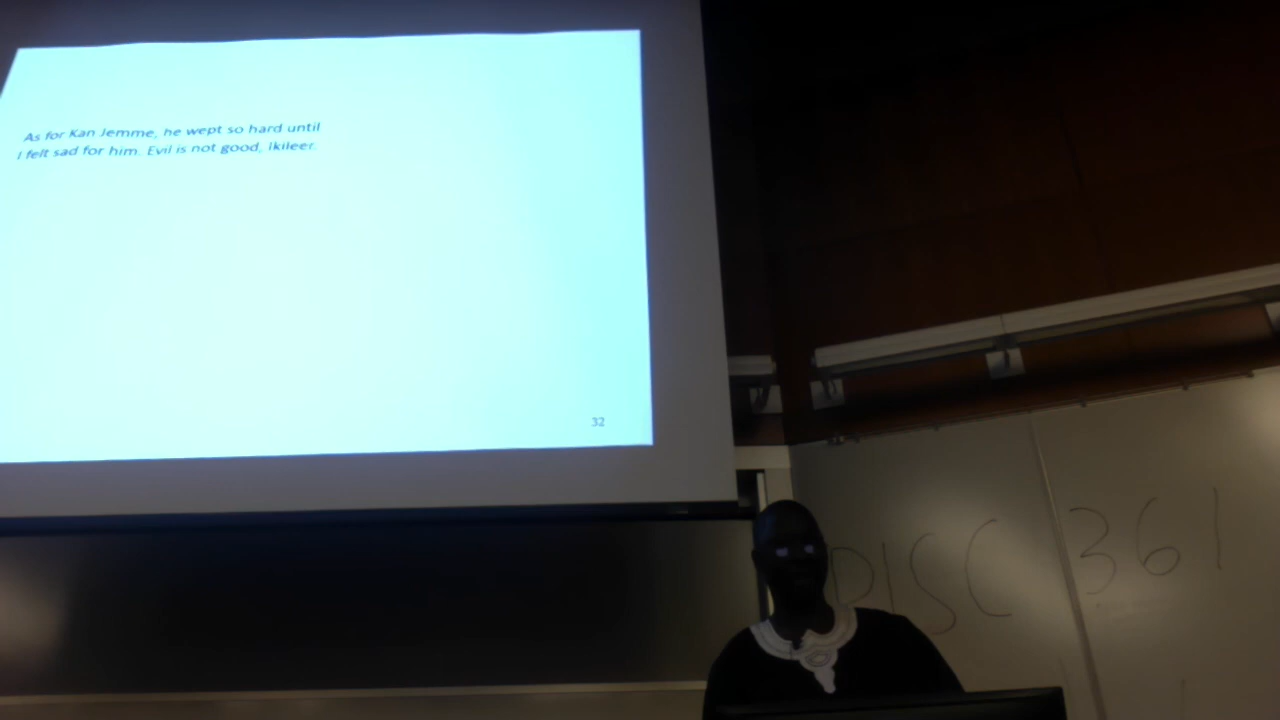 As for Kan Jemme, he wept so hard until
I felt sad for him. Evil is not good, Ikileer.
32
DISC 361